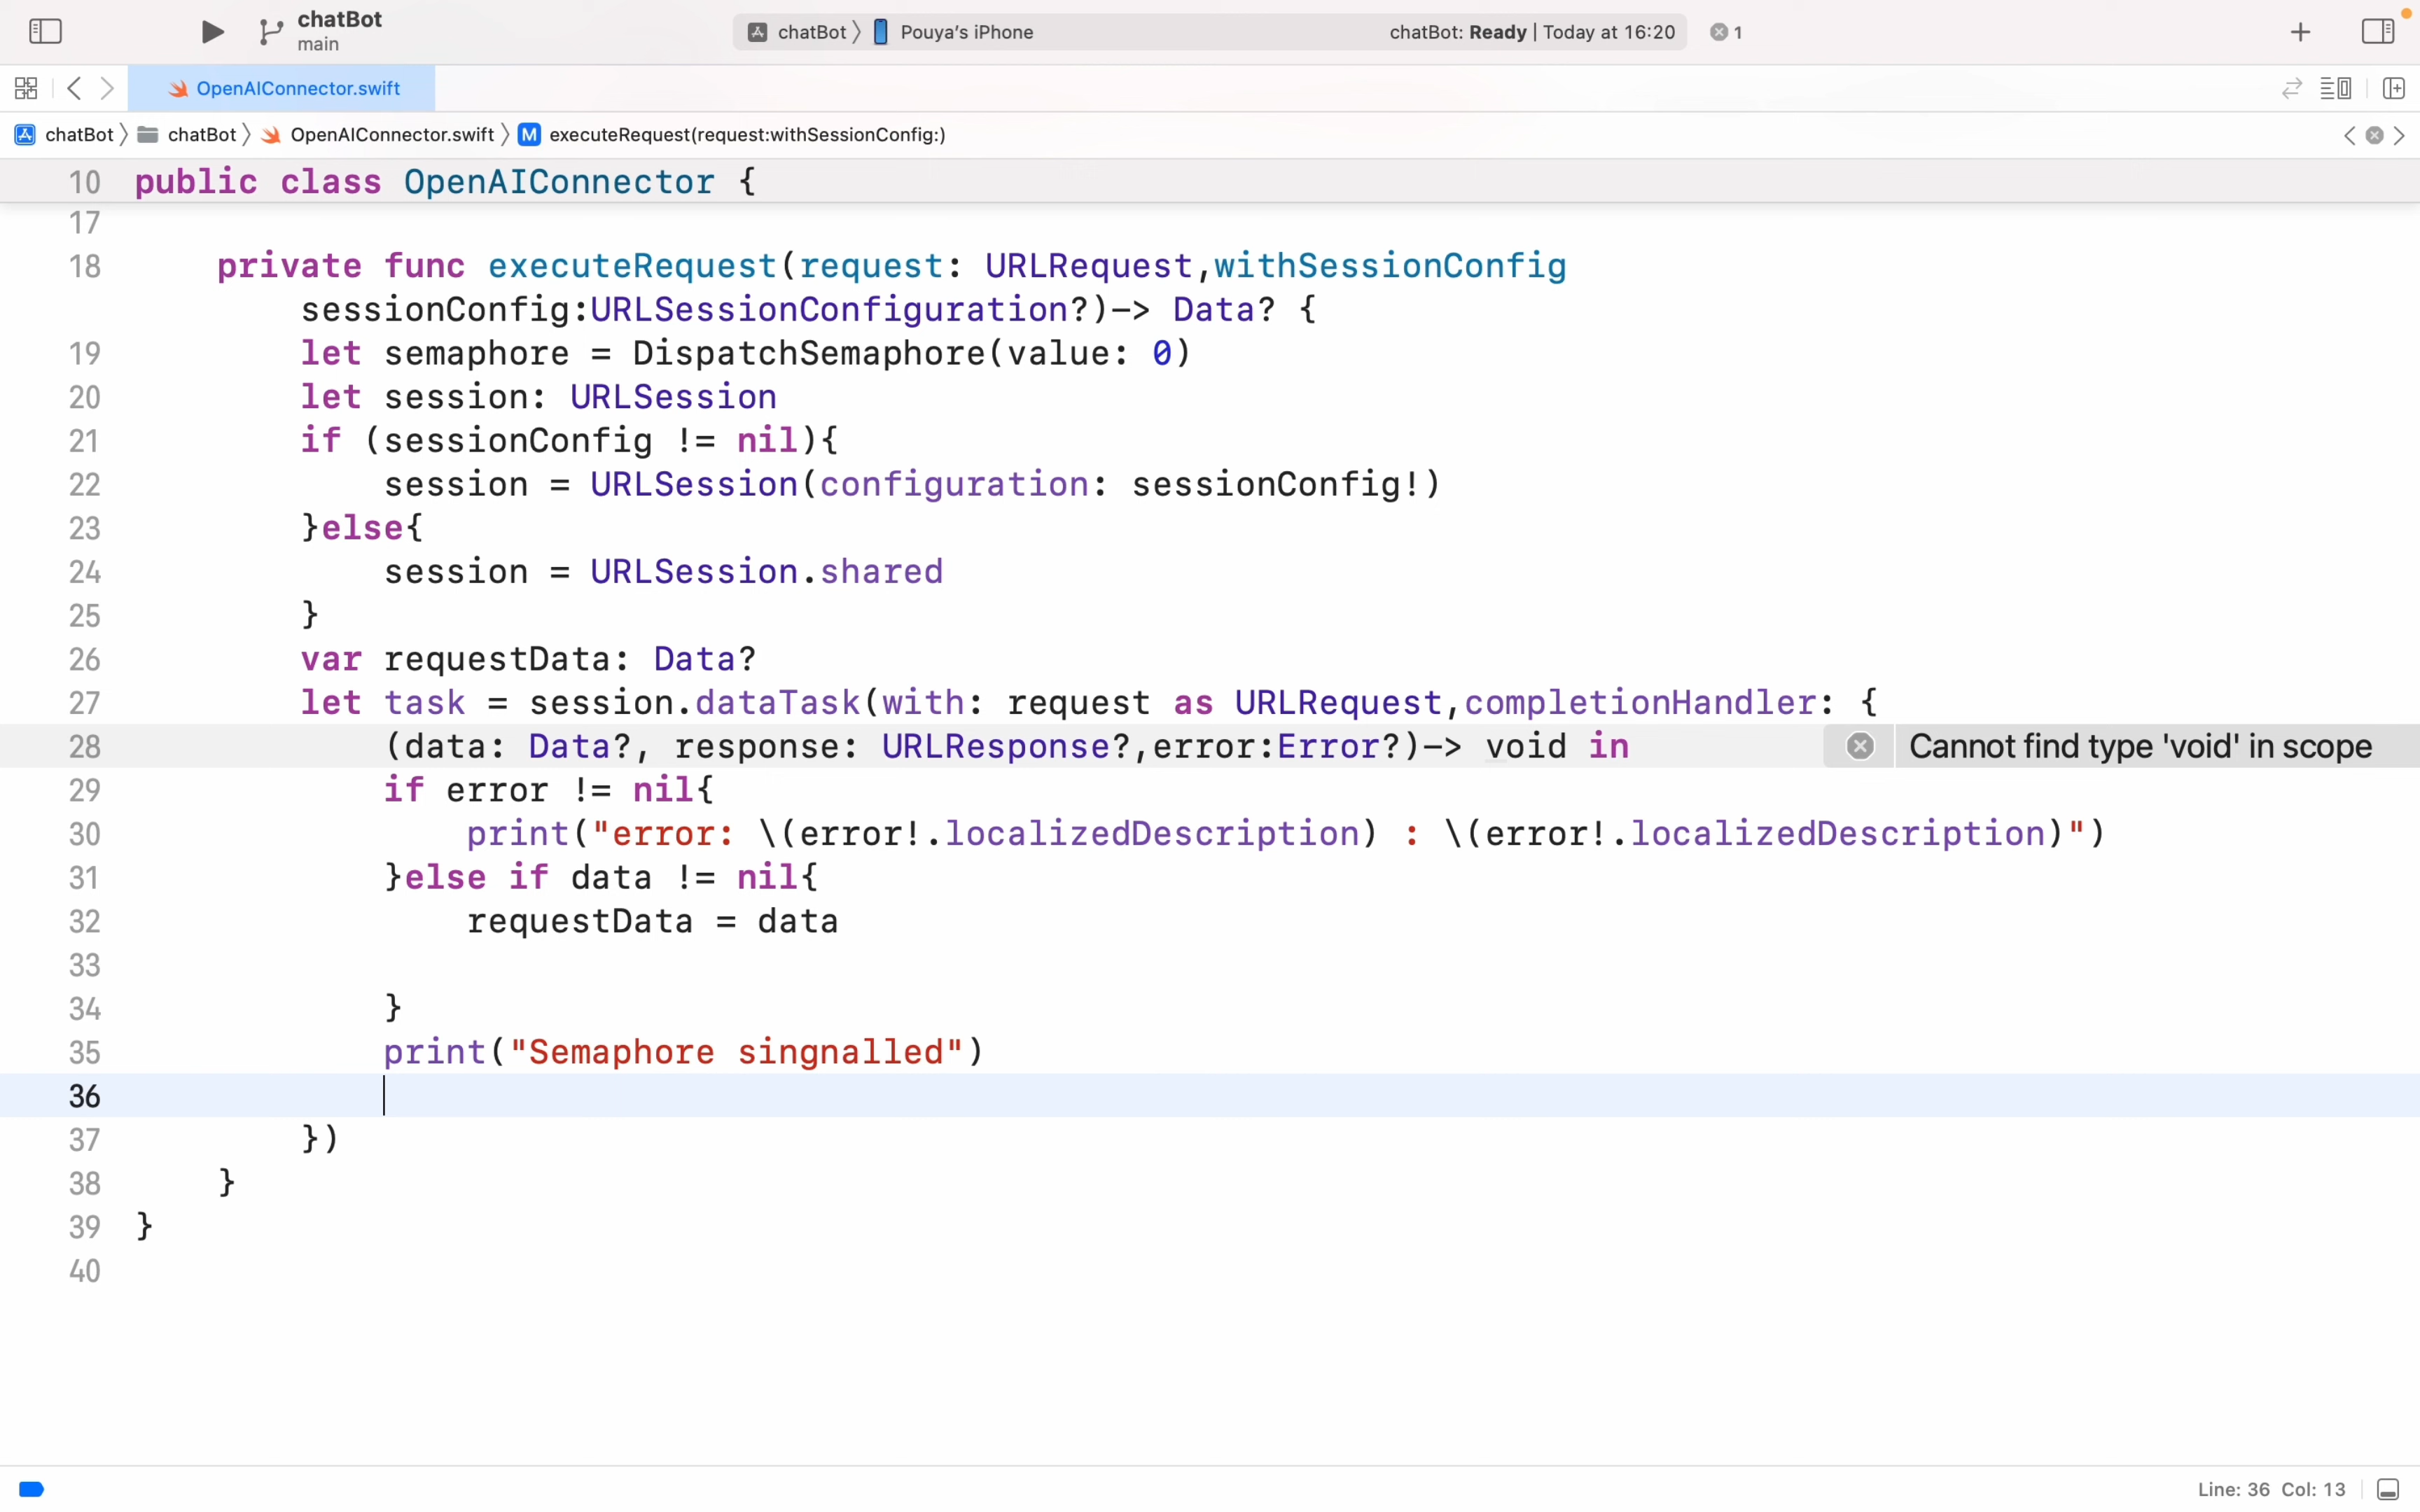 chatBot
main
chatBot 〉 Pouya's iPhone
chatBot: Ready | Today at 16:20
1
OpenAIConnector.swift
chatBot 〉 chatBot 〉 OpenAIConnector.swift 〉 M executeRequest(request:withSessionConfig:)
10 public class OpenAIConnector {
17
18 private func executeRequest(request: URLRequest,withSessionConfig
sessionConfig:URLSessionConfiguration?)-> Data? {
19 let semaphore = DispatchSemaphore(value: 0)
20 let session: URLSession
21 if (sessionConfig != nil){
22 session = URLSession(configuration: sessionConfig!)
23 }else{
24 session = URLSession.shared
25 }
26 var requestData: Data?
27 let task = session.dataTask(with: request as URLRequest,completionHandler: {
28 (data: Data?, response: URLResponse?,error:Error?)-> void in Cannot find type 'void' in scope
29 if error != nil{
30 print("error: \(error!.localizedDescription) : \(error!.localizedDescription)")
31 }else if data != nil{
32 requestData = data
33
34 }
35 print("Semaphore singnalled")
36
37 })
38 }
39 }
40
Line: 36 Col: 13